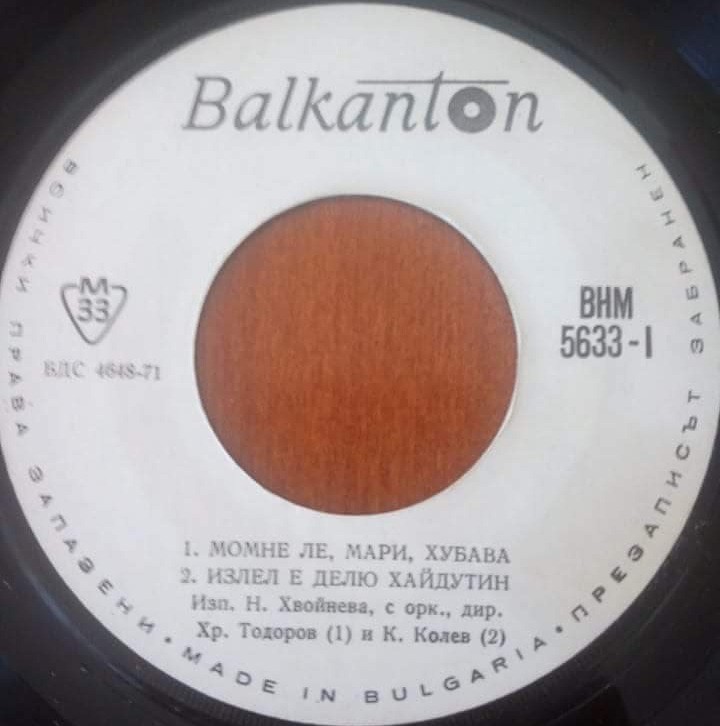 Balkanton
М
33
БДС 4648-71
ВНМ
5633-I
1. МОМНЕ ЛЕ, МАРИ, ХУБАВА
2. ИЗЛЕЛ Е ДЕЛЮ ХАЙДУТИН
Изп. Н. Хвойнева, с орк., дир.
Хр. Тодоров (1) и К. Колев (2)
ВСИЧКИ ПРАВА ЗАПАЗЕНИ • MADE IN BULGARIA • ПРЕЗАПИСЪТ ЗАБРАНЕН